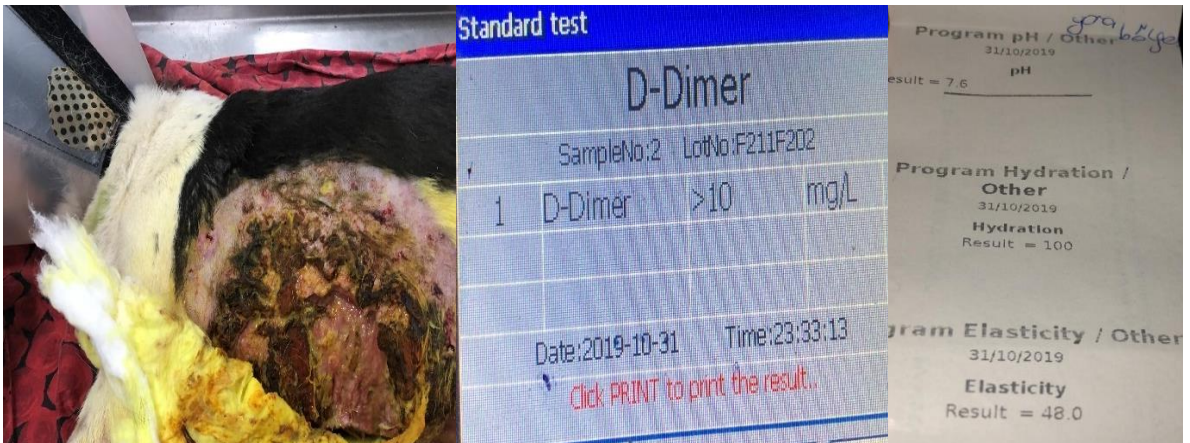 Standard test
D-Dimer
SampleNo:2 LotNo:F211F202
1 D-Dimer >10 mg/L
Date:2019-10-31 Time:23:33:13
Click PRINT to print the result..
Program pH / Other
31/10/2019
pH
esult = 7.6
Program Hydration /
Other
31/10/2019
Hydration
Result = 100
gram Elasticity / Other
31/10/2019
Elasticity
Result = 48.0